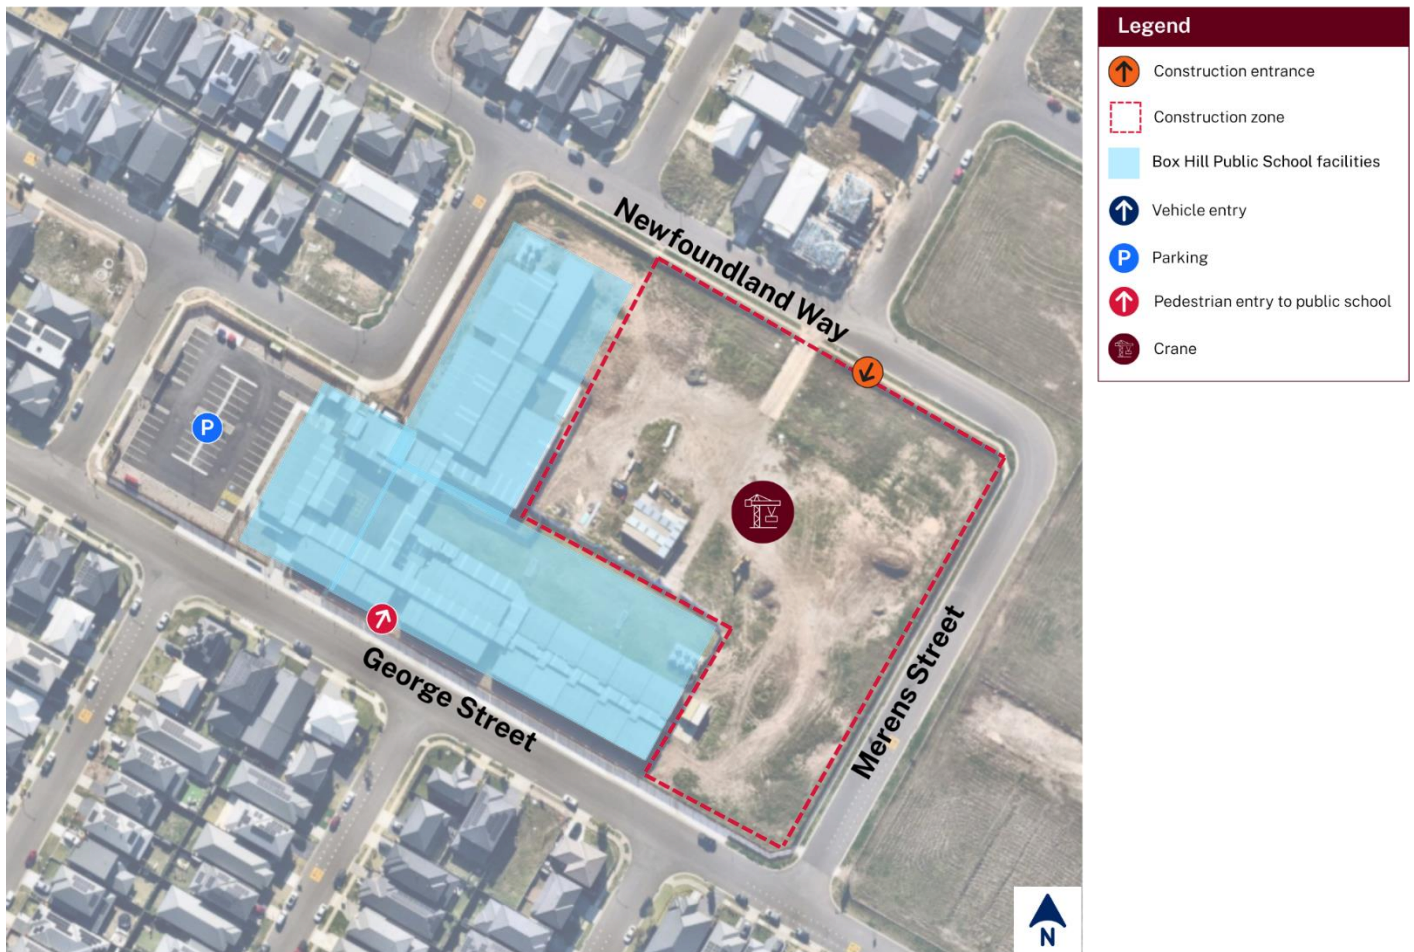 Legend
Construction entrance
Construction zone
Box Hill Public School facilities
Vehicle entry
P
Parking
Pedestrian entry to public school
Crane
Newfoundland Way
P
George Street
Merens Street
N